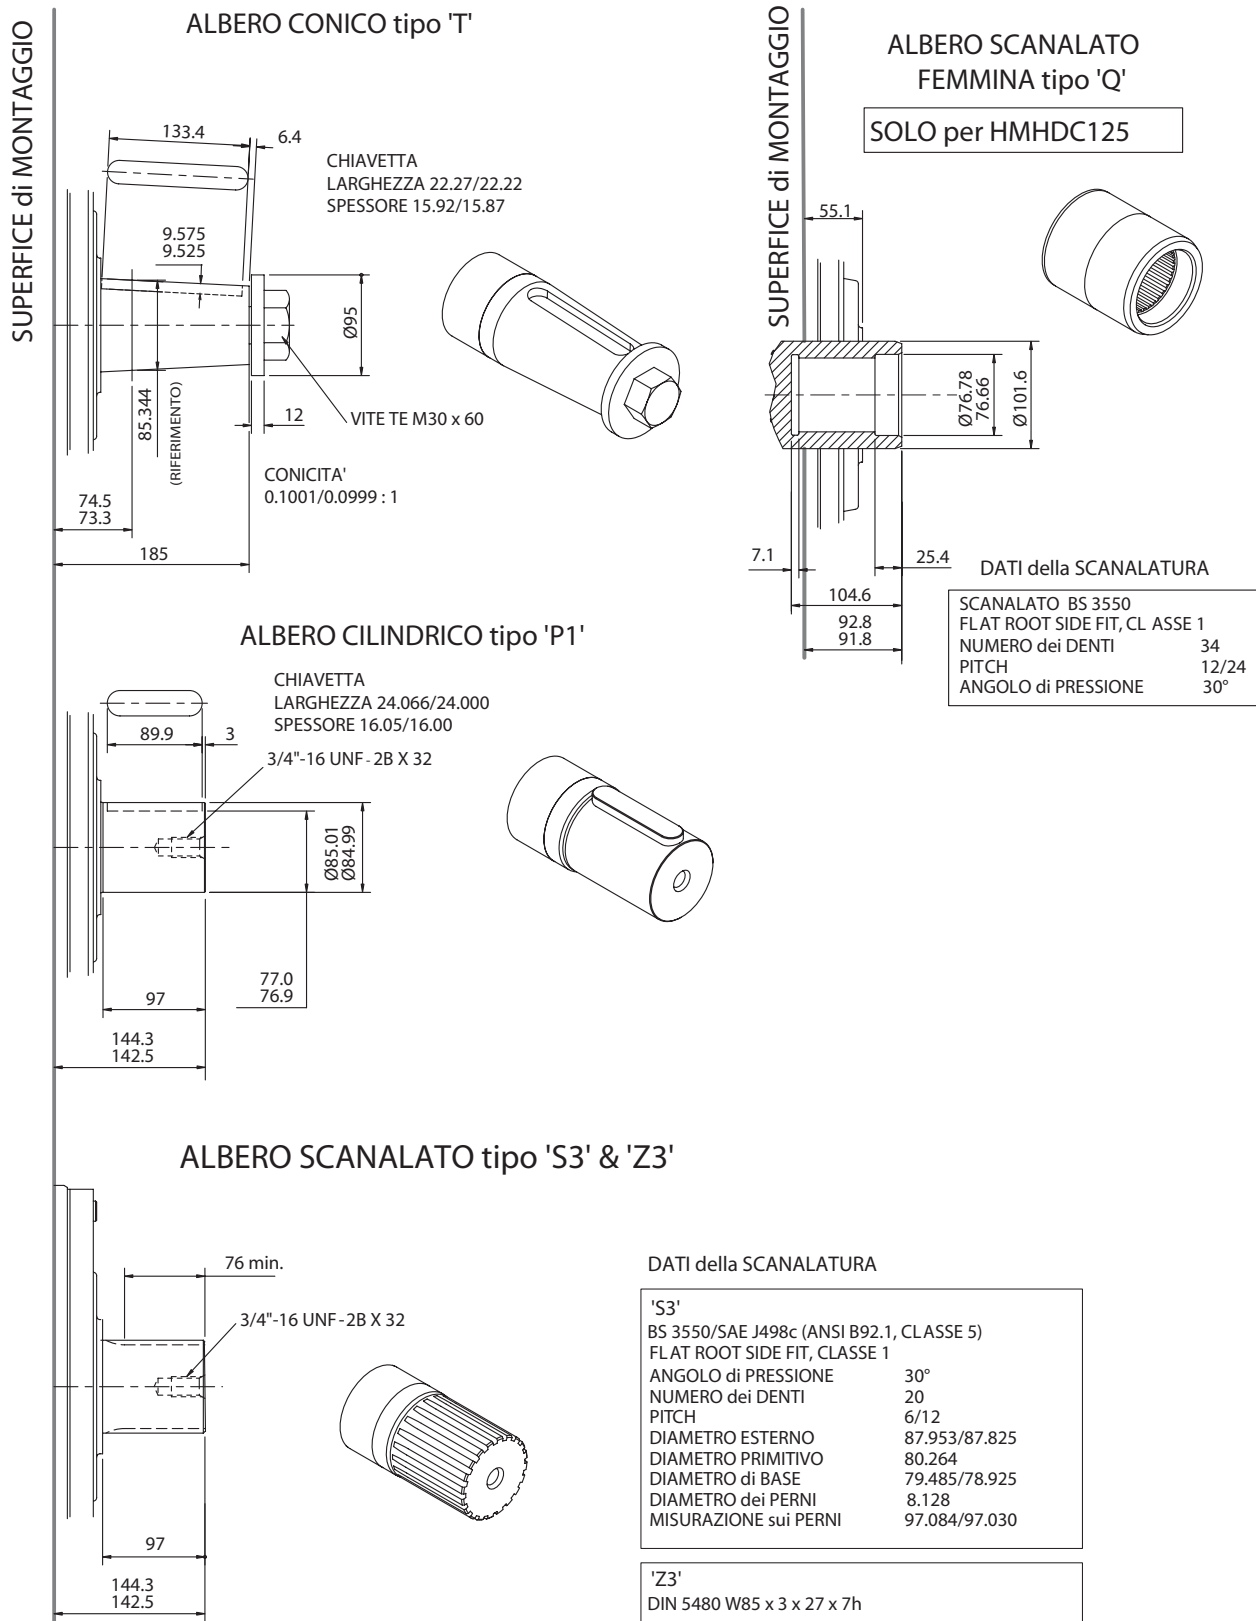 ALBERO CONICO tipo 'T'
SUPERFICE di MONTAGGIO
133.4
6.4
CHIAVETTA
LARGHEZZA 22.27/22.22
SPESSORE 15.92/15.87
9.575
9.525
Ø95
85.344
(RIFERIMENTO)
12
VITE TE M30 x 60
CONICITA'
0.1001/0.0999 : 1
74.5
73.3
185
SUPERFICE di MONTAGGIO
ALBERO SCANALATO
FEMMINA tipo 'Q'
SOLO per HMHDC125
55.1
Ø76.78
76.66
Ø101.6
7.1
25.4
104.6
92.8
91.8
DATI della SCANALATURA
SCANALATO BS 3550
FLAT ROOT SIDE FIT, CL ASSE 1
NUMERO dei DENTI 34
PITCH 12/24
ANGOLO di PRESSIONE 30°
ALBERO CILINDRICO tipo 'P1'
CHIAVETTA
LARGHEZZA 24.066/24.000
SPESSORE 16.05/16.00
89.9
3
3/4"-16 UNF - 2B X 32
Ø85.01
Ø84.99
77.0
76.9
97
144.3
142.5
ALBERO SCANALATO tipo 'S3' & 'Z3'
76 min.
3/4"-16 UNF - 2B X 32
97
144.3
142.5
DATI della SCANALATURA
'S3'
BS 3550/SAE J498c (ANSI B92.1, CLASSE 5)
FLAT ROOT SIDE FIT, CLASSE 1
ANGOLO di PRESSIONE 30°
NUMERO dei DENTI 20
PITCH 6/12
DIAMETRO ESTERNO 87.953/87.825
DIAMETRO PRIMITIVO 80.264
DIAMETRO di BASE 79.485/78.925
DIAMETRO dei PERNI 8.128
MISURAZIONE sui PERNI 97.084/97.030
'Z3'
DIN 5480 W85 x 3 x 27 x 7h